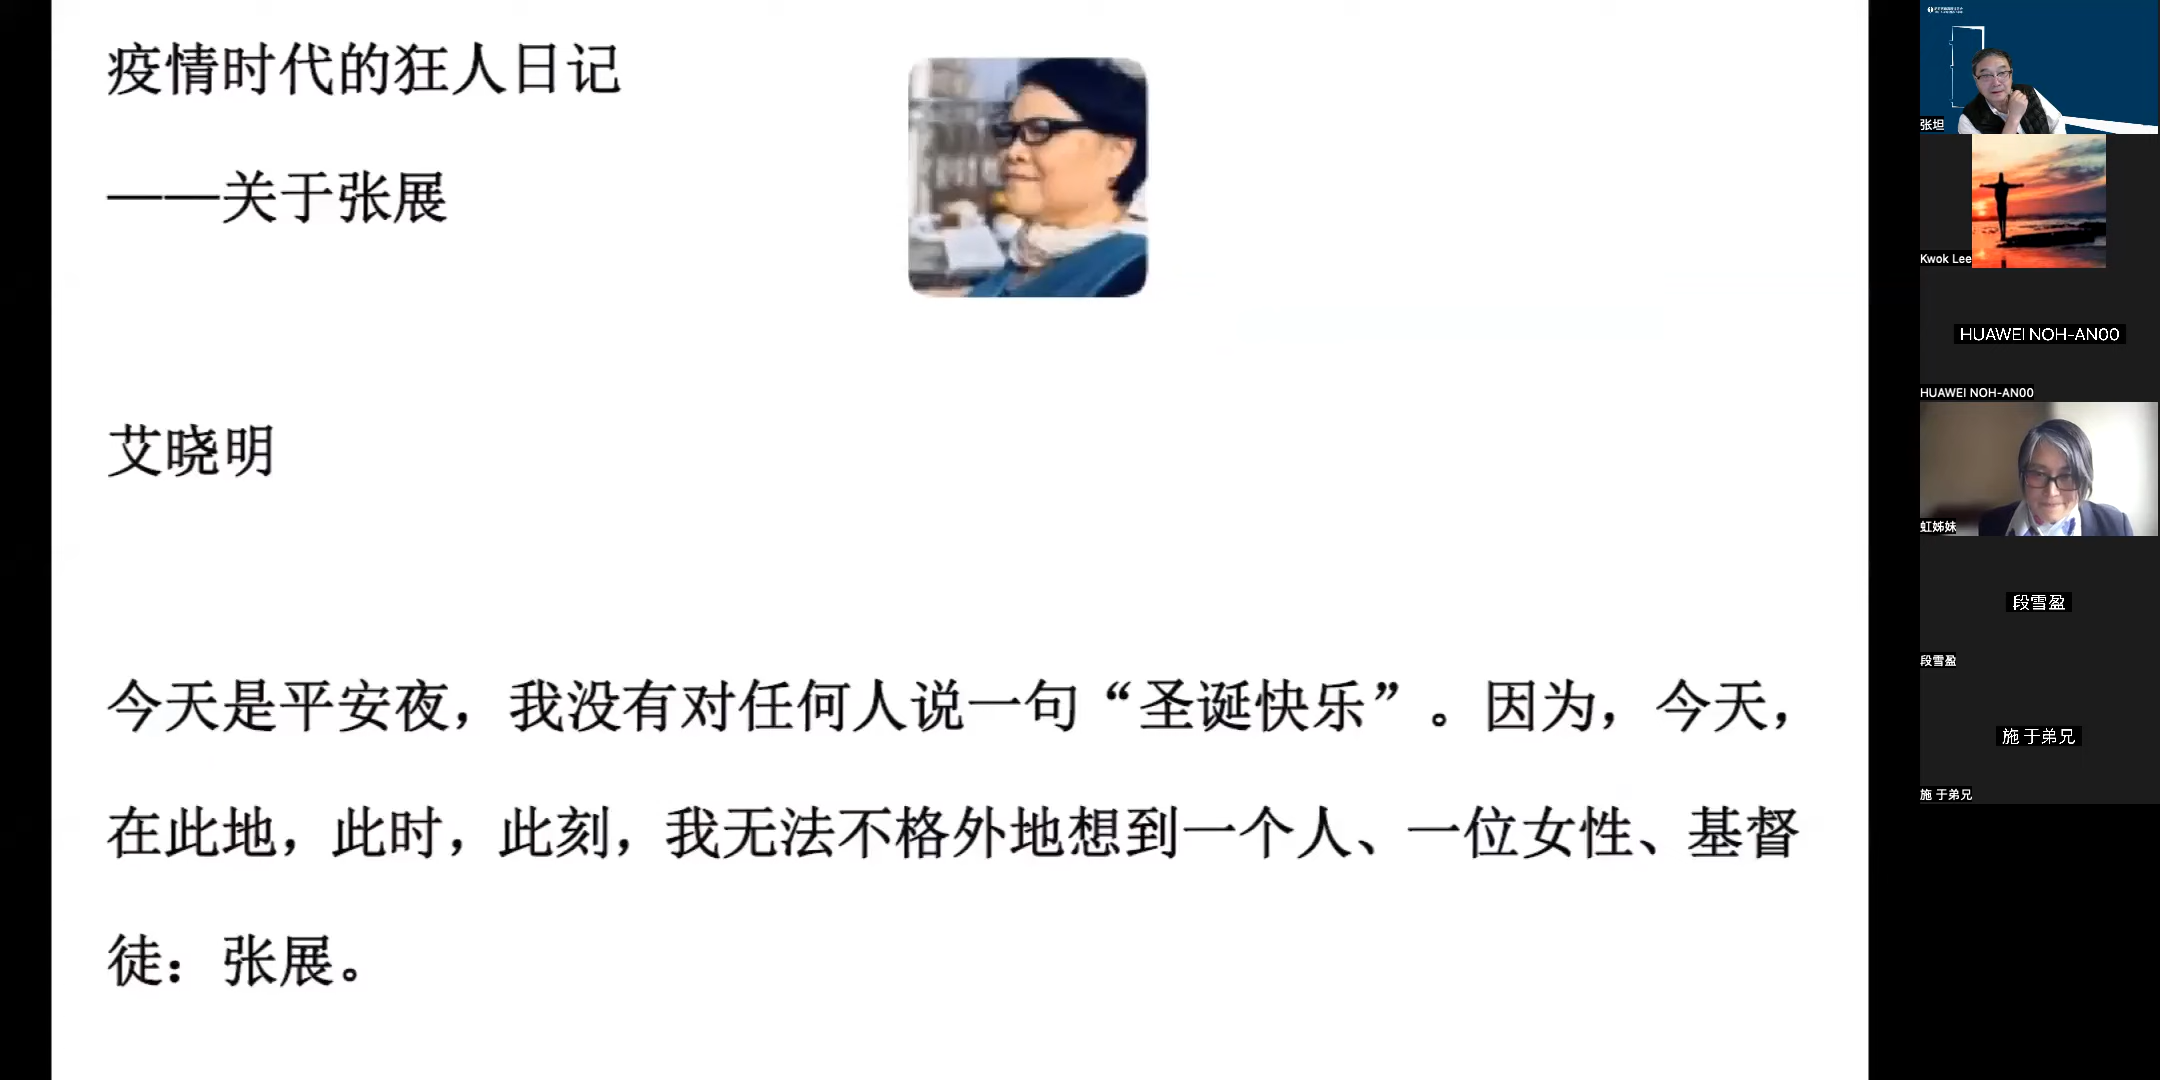 疫情时代的狂人日记
——关于张展
艾晓明
今天是平安夜，我没有对任何人说一句“圣诞快乐”。因为，今天，
在此地，此时，此刻，我无法不格外地想到一个人、一位女性、基督
徒：张展。
张坦
Kwok Lee
HUAWEI NOH-AN00
HUAWEI NOH-AN00
虹姊妹
段雪盈
段雪盈
施 于弟兄
施 于弟兄